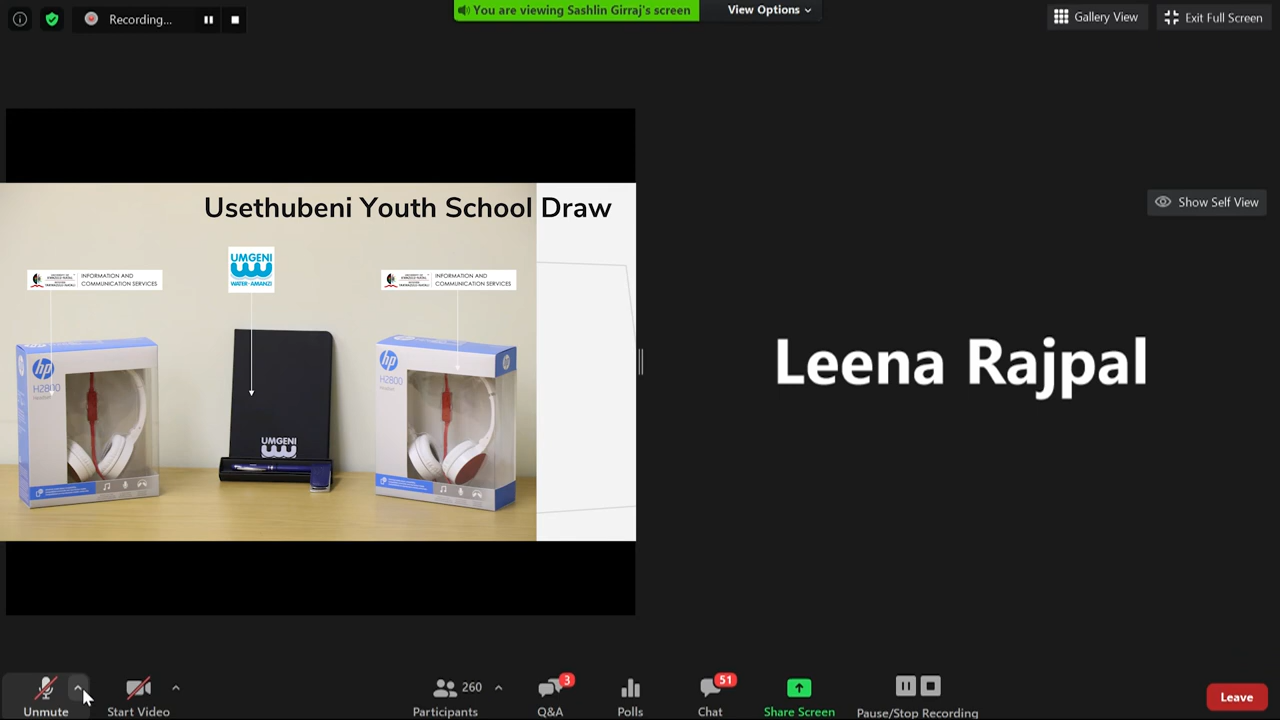 Recording...
You are viewing Sashlin Girraj's screen
View Options
Gallery View
Exit Full Screen
Show Self View
Usethubeni Youth School Draw
INFORMATION AND
COMMUNICATION SERVICES
UMGENI
WATER·AMANZI
INFORMATION AND
COMMUNICATION SERVICES
hp
H2800
UMGENI
hp
H2800
Leena Rajpal
Unmute
Start Video
260
Participants
3
Q&A
Polls
51
Chat
Share Screen
Pause/Stop Recording
Leave